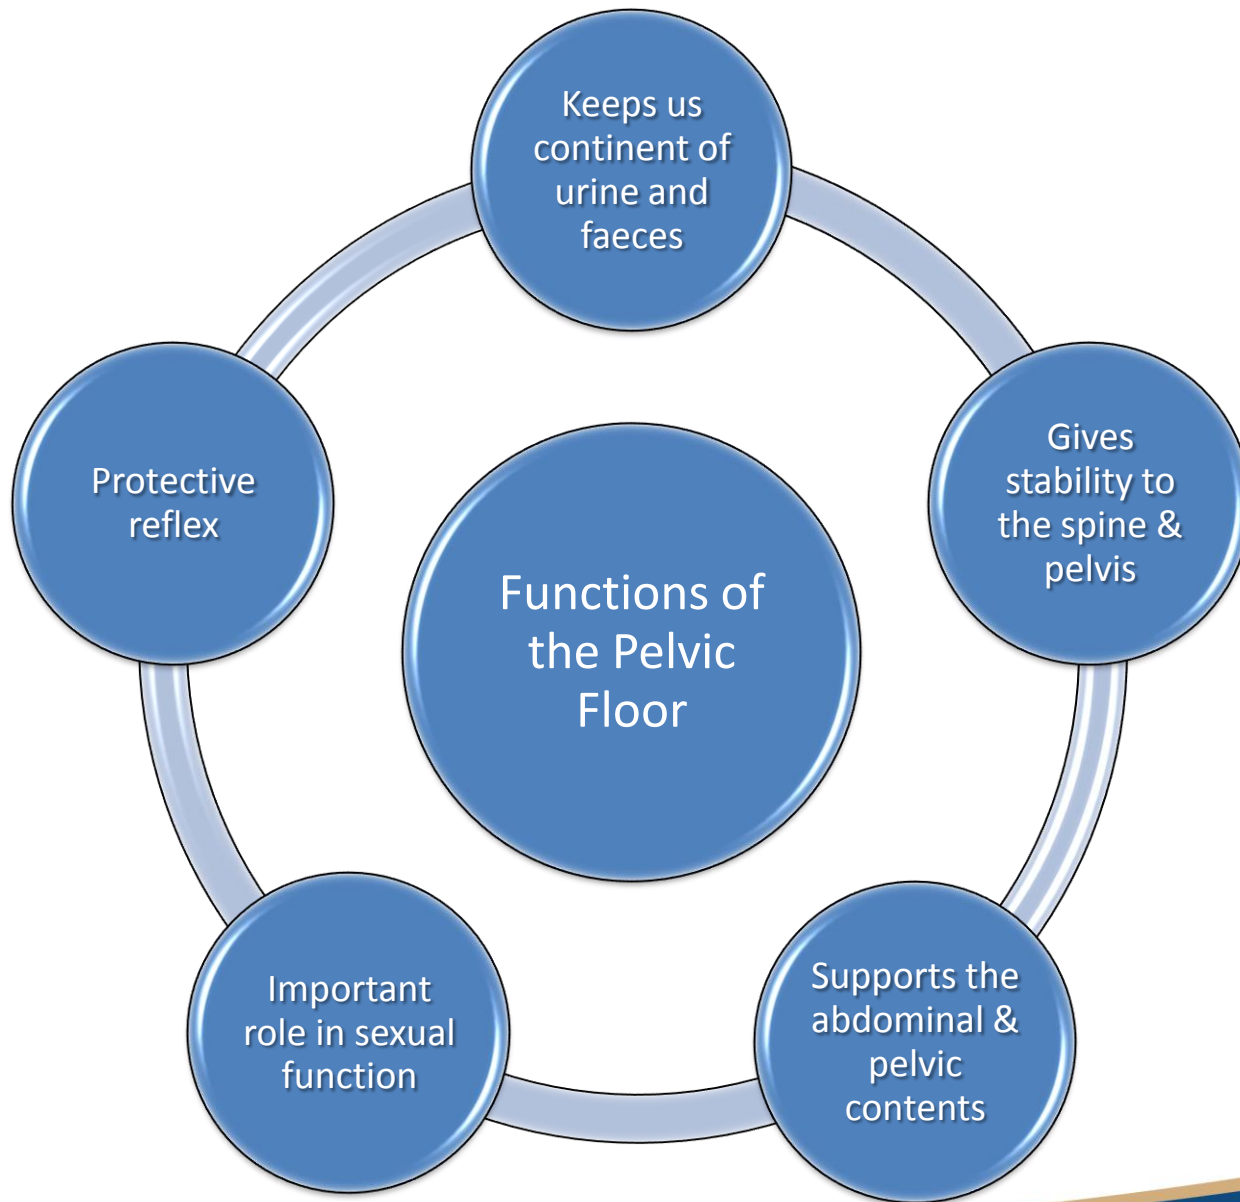 Keeps us
continent of
urine and
faeces
Gives
stability to
the spine &
pelvis
Supports the
abdominal &
pelvic
contents
Important
role in sexual
function
Protective
reflex
Functions of
the Pelvic
Floor